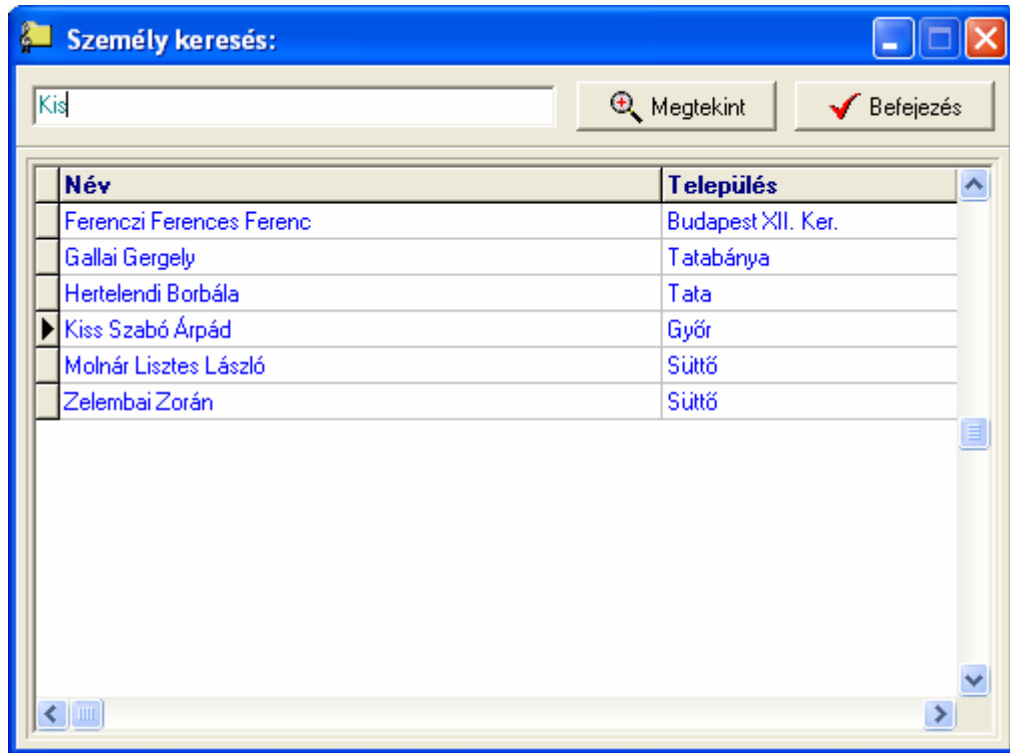 Személy keresés:
Kis Megtekint Befejezés
Név Település
Ferenczi Ferences Ferenc Budapest XII. Ker.
Gallai Gergely Tatabánya
Hertelendi Borbála Tata
Kiss Szabó Árpád Győr
Molnár Lisztes László Süttő
Zelembai Zorán Süttő